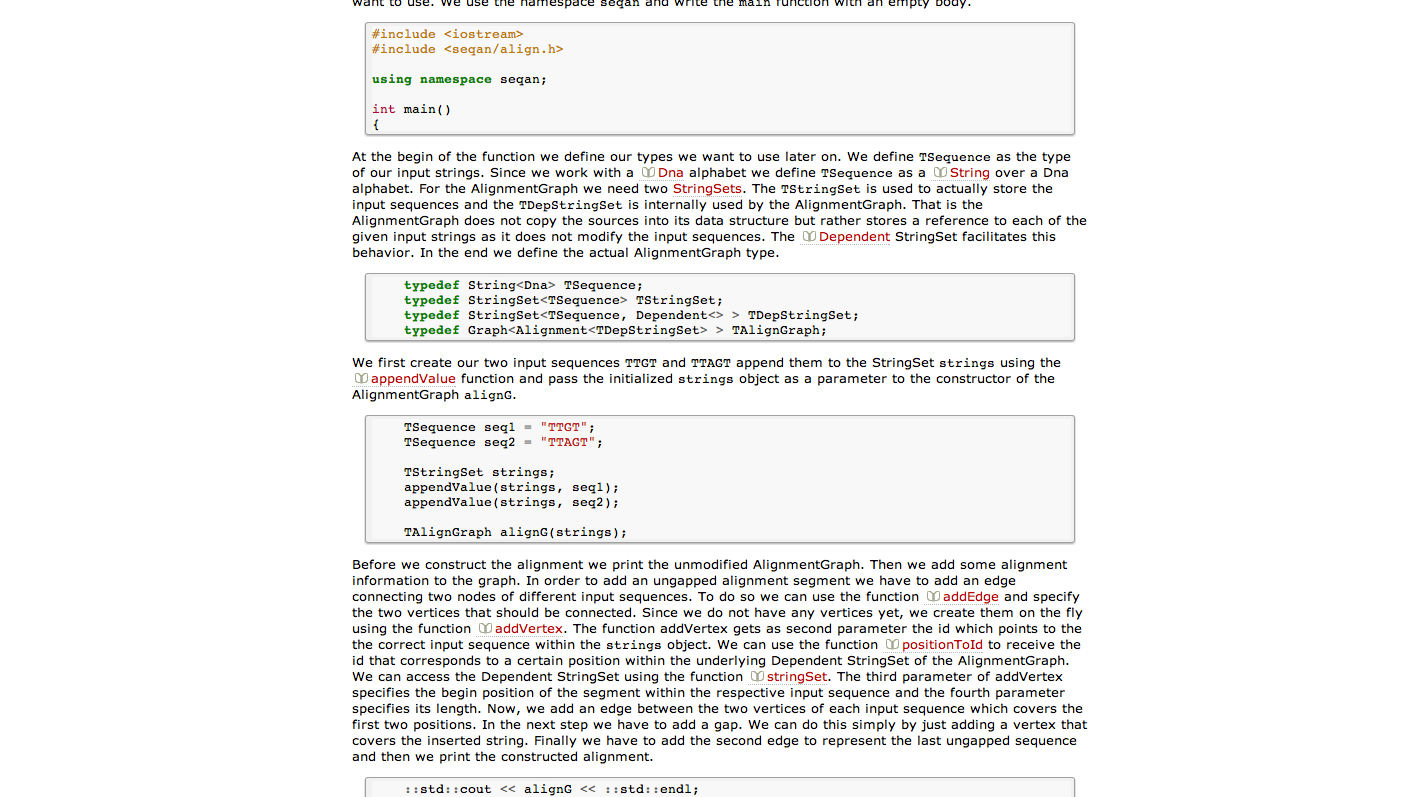 want to use. We use the namespace seqan and write the main function with an empty body.
#include <iostream>
#include <seqan/align.h>
using namespace seqan;
int main()
{
At the begin of the function we define our types we want to use later on. We define TSequence as the type
of our input strings. Since we work with a Dna alphabet we define TSequence as a String over a Dna
alphabet. For the AlignmentGraph we need two StringSets. The TStringSet is used to actually store the
input sequences and the TDepStringSet is internally used by the AlignmentGraph. That is the
AlignmentGraph does not copy the sources into its data structure but rather stores a reference to each of the
given input strings as it does not modify the input sequences. The Dependent StringSet facilitates this
behavior. In the end we define the actual AlignmentGraph type.
typedef String<Dna> TSequence;
typedef StringSet<TSequence> TStringSet;
typedef StringSet<TSequence, Dependent<> > TDepStringSet;
typedef Graph<Alignment<TDepStringSet> > TAlignGraph;
We first create our two input sequences TTGT and TTAGT append them to the StringSet strings using the
appendValue function and pass the initialized strings object as a parameter to the constructor of the
AlignmentGraph alignG.
TSequence seq1 = "TTGT";
TSequence seq2 = "TTAGT";
TStringSet strings;
appendValue(strings, seq1);
appendValue(strings, seq2);
TAlignGraph alignG(strings);
Before we construct the alignment we print the unmodified AlignmentGraph. Then we add some alignment
information to the graph. In order to add an ungapped alignment segment we have to add an edge
connecting two nodes of different input sequences. To do so we can use the function addEdge and specify
the two vertices that should be connected. Since we do not have any vertices yet, we create them on the fly
using the function addVertex. The function addVertex gets as second parameter the id which points to the
the correct input sequence within the strings object. We can use the function positionToId to receive the
id that corresponds to a certain position within the underlying Dependent StringSet of the AlignmentGraph.
We can access the Dependent StringSet using the function stringSet. The third parameter of addVertex
specifies the begin position of the segment within the respective input sequence and the fourth parameter
specifies its length. Now, we add an edge between the two vertices of each input sequence which covers the
first two positions. In the next step we have to add a gap. We can do this simply by just adding a vertex that
covers the inserted string. Finally we have to add the second edge to represent the last ungapped sequence
and then we print the constructed alignment.
::std::cout << alignG << ::std::endl;